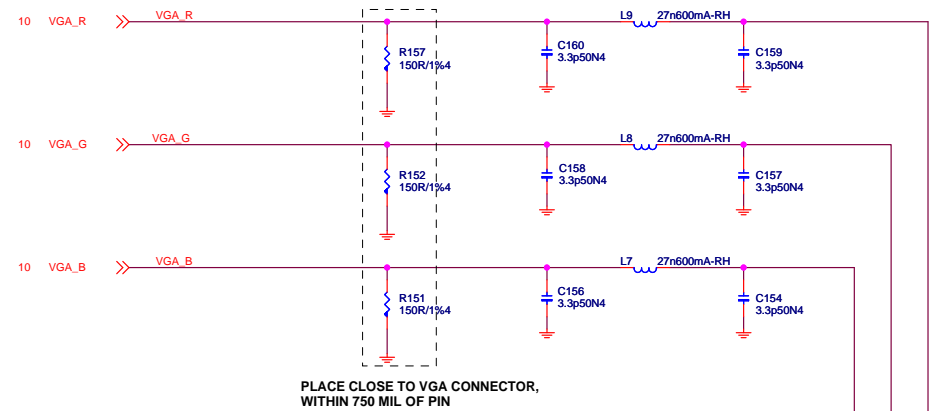 10 VGA_R VGA_R L9 27n600mA-RH
R157
150R/1%4
C160
3.3p50N4
C159
3.3p50N4
10 VGA_G VGA_G L8 27n600mA-RH
R152
150R/1%4
C158
3.3p50N4
C157
3.3p50N4
10 VGA_B VGA_B L7 27n600mA-RH
R151
150R/1%4
C156
3.3p50N4
C154
3.3p50N4
PLACE CLOSE TO VGA CONNECTOR,
WITHIN 750 MIL OF PIN